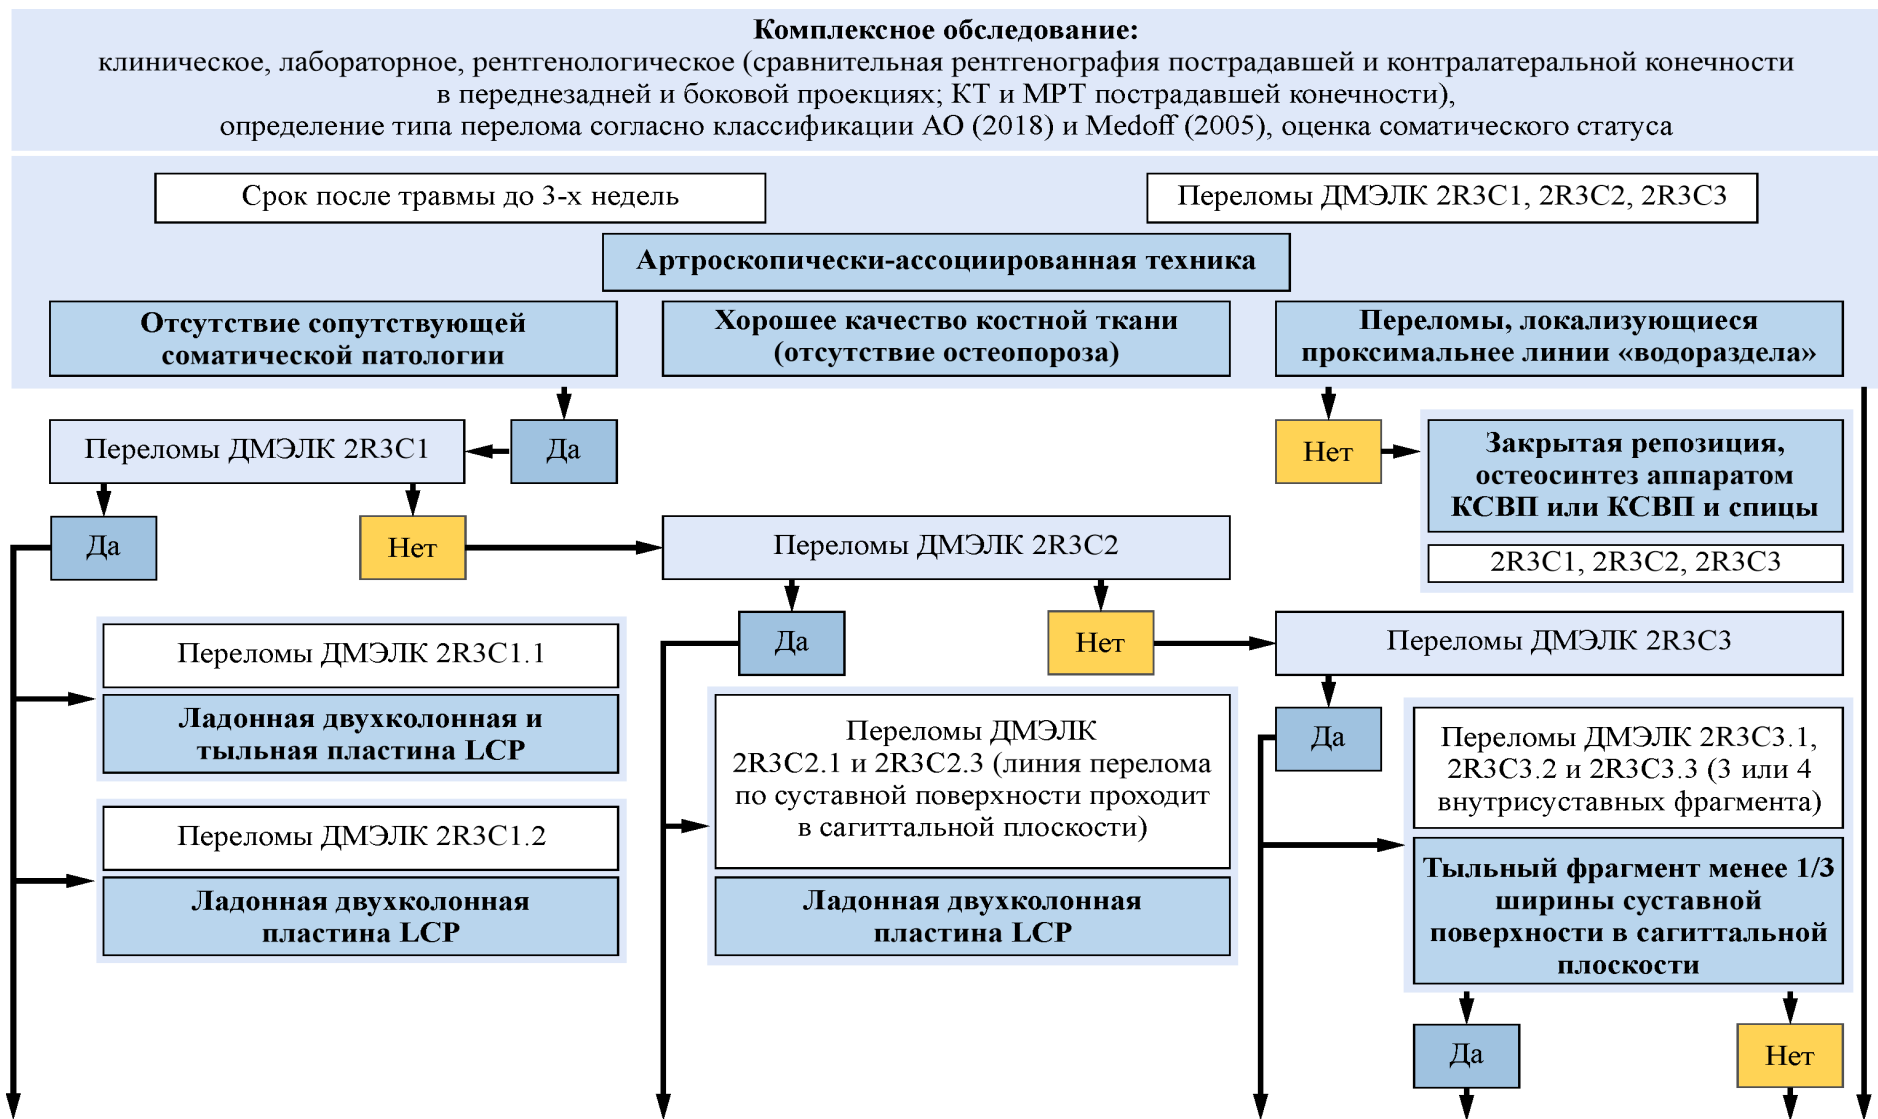 Комплексное обследование:
клиническое, лабораторное, рентгенологическое (сравнительная рентгенография пострадавшей и контралатеральной конечности
в переднезадней и боковой проекциях; КТ и МРТ пострадавшей конечности),
определение типа перелома согласно классификации АО (2018) и Medoff (2005), оценка соматического статуса
Срок после травмы до 3-х недель
Переломы ДМЭЛК 2R3C1, 2R3C2, 2R3C3
Артроскопически-ассоциированная техника
Отсутствие сопутствующей
соматической патологии
Хорошее качество костной ткани
(отсутствие остеопороза)
Переломы, локализующиеся
проксимальнее линии «водораздела»
Переломы ДМЭЛК 2R3C1
Да
Нет
Закрытая репозиция,
остеосинтез аппаратом
КСВП или КСВП и спицы
2R3C1, 2R3C2, 2R3C3
Да
Нет
Переломы ДМЭЛК 2R3C2
Да
Нет
Переломы ДМЭЛК 2R3C3
Переломы ДМЭЛК 2R3C1.1
Ладонная двухколонная и
тыльная пластина LCP
Переломы ДМЭЛК 2R3C1.2
Ладонная двухколонная
пластина LCP
Переломы ДМЭЛК
2R3C2.1 и 2R3C2.3 (линия перелома
по суставной поверхности проходит
в сагиттальной плоскости)
Ладонная двухколонная
пластина LCP
Да
Переломы ДМЭЛК 2R3C3.1,
2R3C3.2 и 2R3C3.3 (3 или 4
внутрисуставных фрагмента)
Тыльный фрагмент менее 1/3
ширины суставной
поверхности в сагиттальной
плоскости
Да
Нет